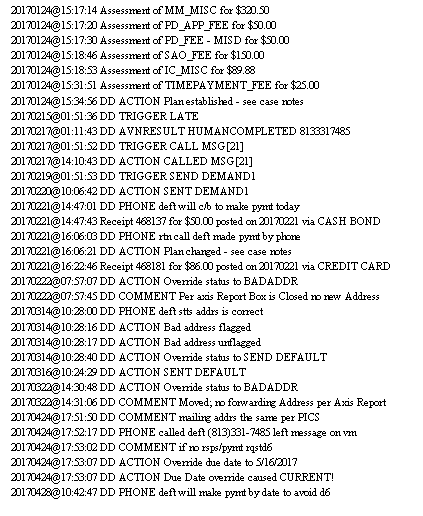 20170124@15:17:14 Assessment of MM_MISC for $320.50
20170124@15:17:20 Assessment of PD_APP_FEE for $50.00
20170124@15:17:30 Assessment of PD_FEE - MISD for $50.00
20170124@15:18:46 Assessment of SAO_FEE for $150.00
20170124@15:18:53 Assessment of IC_MISC for $89.88
20170124@15:31:51 Assessment of TIMEPAYMENT_FEE for $25.00
20170124@15:34:56 DD ACTION Plan established - see case notes
20170215@01:51:36 DD TRIGGER LATE
20170217@01:11:43 DD AVNRESULT HUMANCOMPLETED 8133317485
20170217@01:51:52 DD TRIGGER CALL MSG[21]
20170217@14:10:43 DD ACTION CALLED MSG[21]
20170219@01:51:53 DD TRIGGER SEND DEMAND1
20170220@10:06:42 DD ACTION SENT DEMAND1
20170221@14:47:01 DD PHONE deft will c/b to make pymt today
20170221@14:47:43 Receipt 468137 for $50.00 posted on 20170221 via CASH BOND
20170221@16:06:03 DD PHONE rtn call deft made pymt by phone
20170221@16:06:21 DD ACTION Plan changed - see case notes
20170221@16:22:46 Receipt 468181 for $86.00 posted on 20170221 via CREDIT CARD
20170222@07:57:07 DD ACTION Override status to BADADDR
20170222@07:57:45 DD COMMENT Per axis Report Box is Closed no new Address
20170314@10:28:00 DD PHONE deft stts addrs is correct
20170314@10:28:16 DD ACTION Bad address flagged
20170314@10:28:17 DD ACTION Bad address unflagged
20170314@10:28:40 DD ACTION Override status to SEND DEFAULT
20170316@10:24:29 DD ACTION SENT DEFAULT
20170322@14:30:48 DD ACTION Override status to BADADDR
20170322@14:31:06 DD COMMENT Moved; no forwarding Address per Axis Report
20170424@17:51:50 DD COMMENT mailing addrs the same per PICS
20170424@17:52:17 DD PHONE called deft (813)331-7485 left message on vm
20170424@17:53:02 DD COMMENT if no rsps/pymt rqstd6
20170424@17:53:07 DD ACTION Override due date to 5/16/2017
20170424@17:53:07 DD ACTION Due Date override caused CURRENT!
20170428@10:42:47 DD PHONE deft will make pymt by date to avoid d6